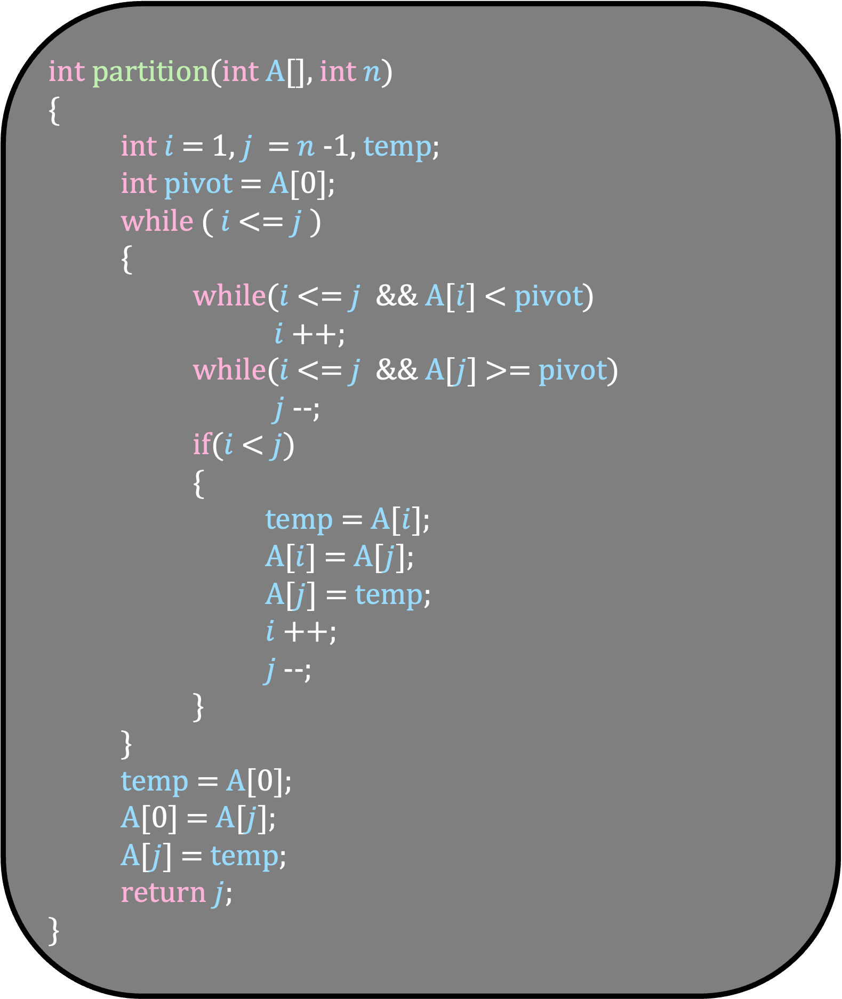 int partition(int A[], int n)
{
int i = 1, j  = n -1, temp;
int pivot = A[0];
while ( i <= j )
{
while(i <= j  && A[i] < pivot)
i ++;
while(i <= j  && A[j] >= pivot)
j --;
if(i < j)
{
temp = A[i];
A[i] = A[j];
A[j] = temp;
i ++;
j --;
}
}
temp = A[0];
A[0] = A[j];
A[j] = temp;
return j;
}